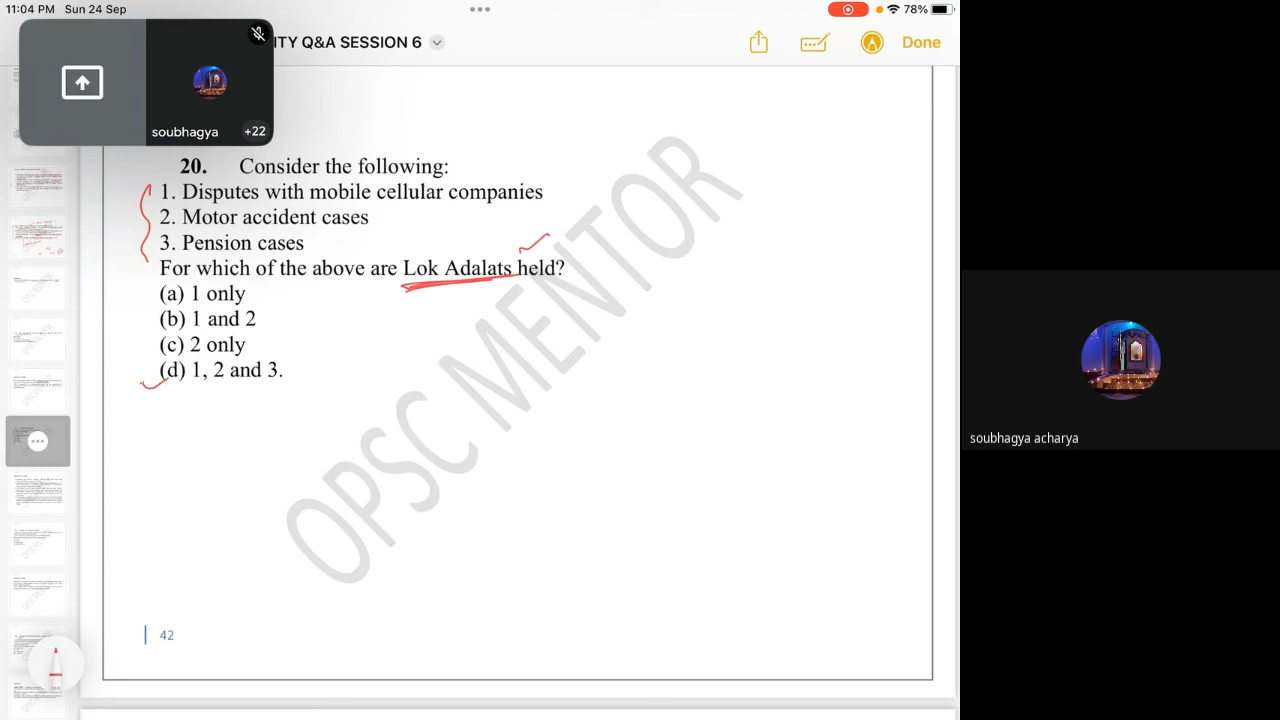 11:04 PM Sun 24 Sep
78%
ITY Q&A SESSION 6
Done
soubhagya
+22
20. Consider the following:
1. Disputes with mobile cellular companies
2. Motor accident cases
3. Pension cases
For which of the above are Lok Adalats held?
(a) 1 only
(b) 1 and 2
(c) 2 only
(d) 1, 2 and 3.
OPSC MENTOR
42
soubhagya acharya